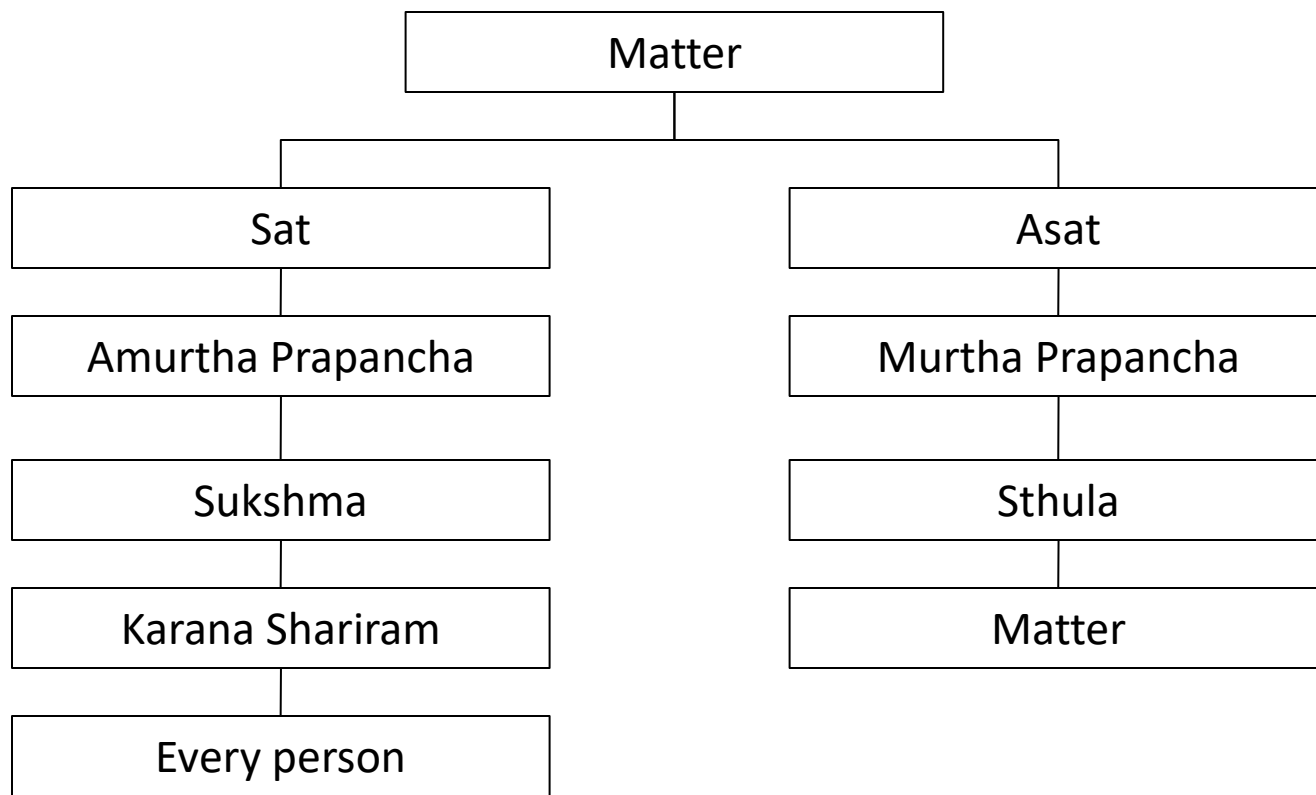 Matter
Sat
Asat
Amurtha Prapancha
Murtha Prapancha
Sukshma
Sthula
Karana Shariram
Matter
Every person